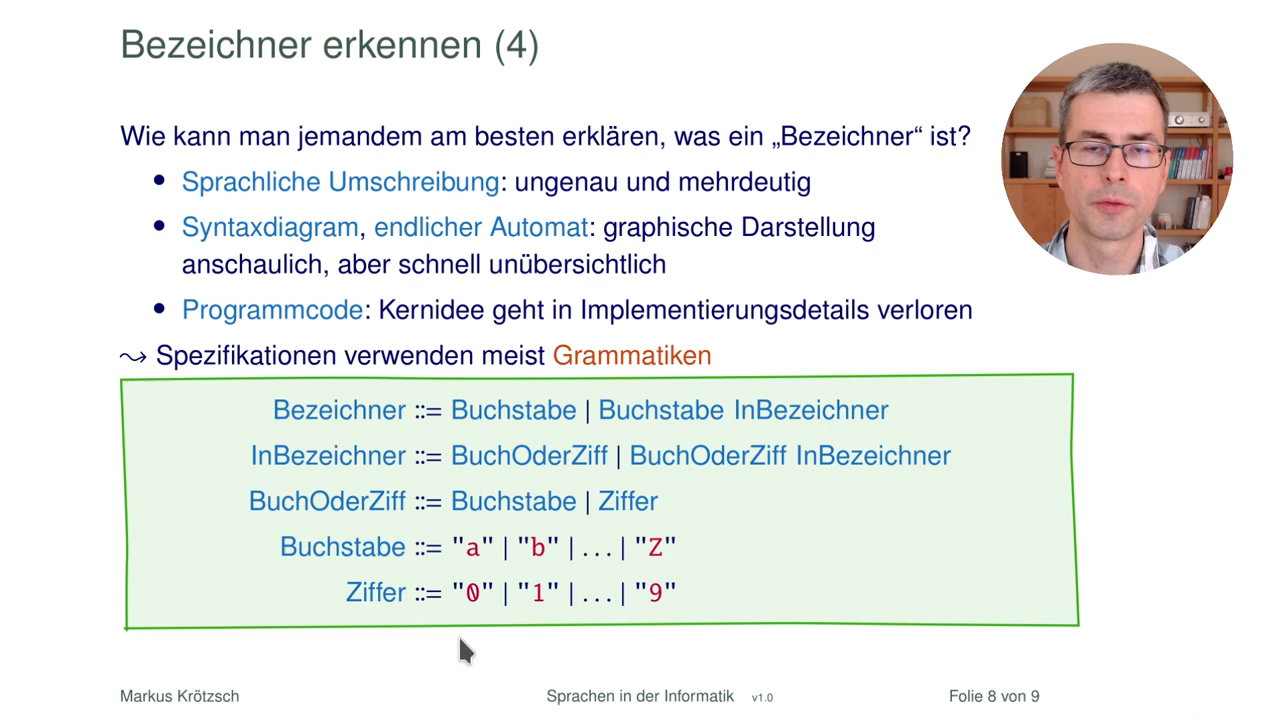 Bezeichner erkennen (4)
Wie kann man jemandem am besten erklären, was ein „Bezeichner“ ist?
• Sprachliche Umschreibung: ungenau und mehrdeutig
• Syntaxdiagram, endlicher Automat: graphische Darstellung
anschaulich, aber schnell unübersichtlich
• Programmcode: Kernidee geht in Implementierungsdetails verloren
⤳ Spezifikationen verwenden meist Grammatiken
Bezeichner ::= Buchstabe | Buchstabe InBezeichner
InBezeichner ::= BuchOderZiff | BuchOderZiff InBezeichner
BuchOderZiff ::= Buchstabe | Ziffer
Buchstabe ::= "a" | "b" | ... | "Z"
Ziffer ::= "0" | "1" | ... | "9"
Markus Krötzsch Sprachen in der Informatik v1.0 Folie 8 von 9